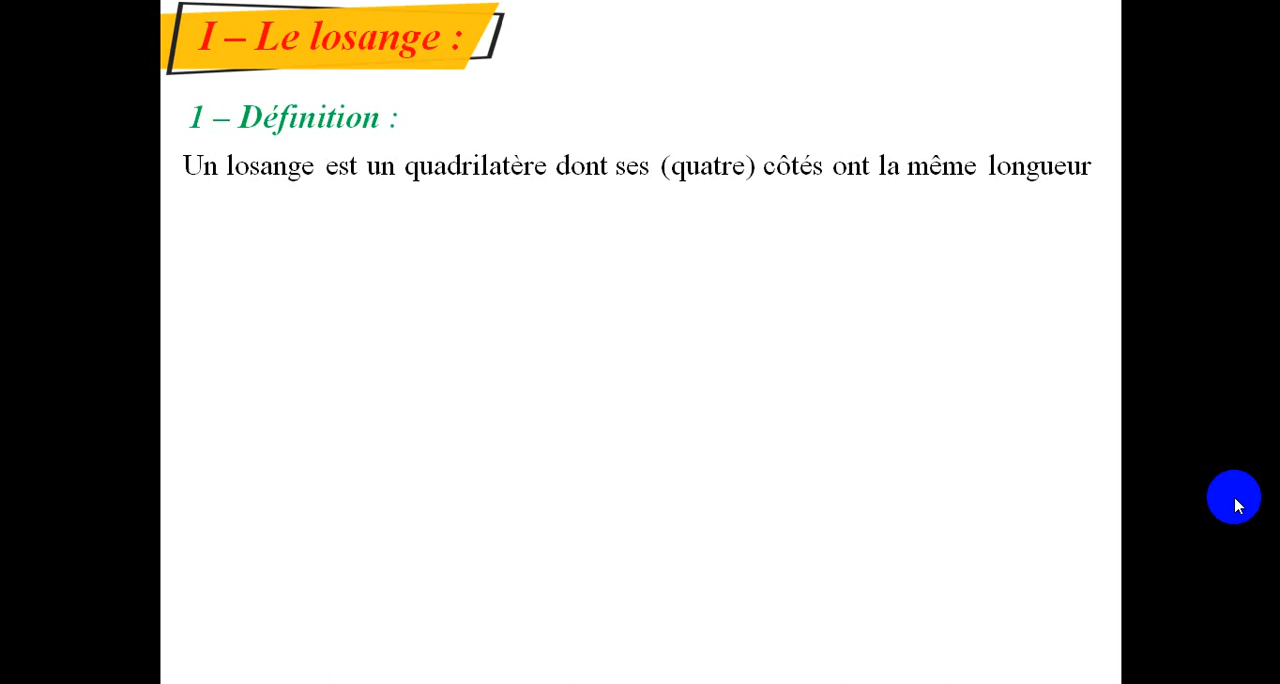 I – Le losange :
1 – Définition :
Un losange est un quadrilatère dont ses (quatre) côtés ont la même longueur